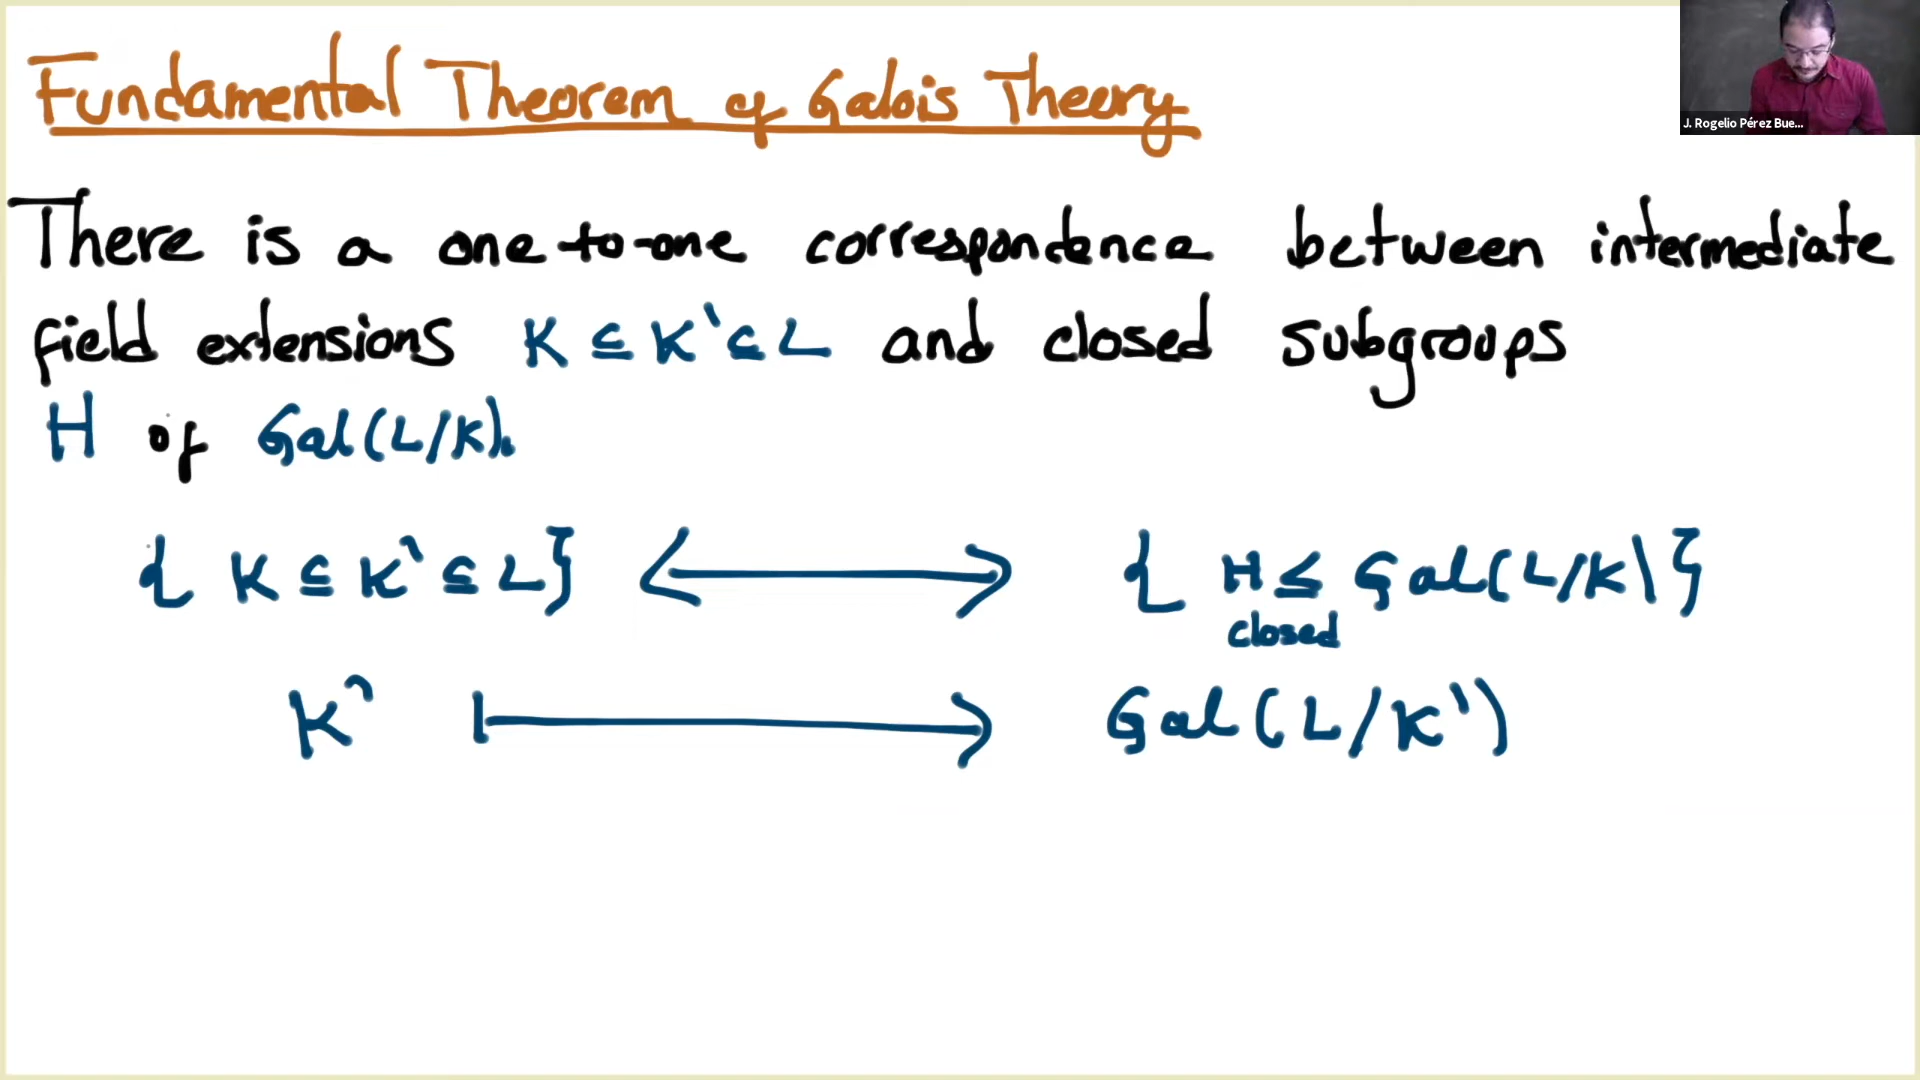 Fundamental Theorem of Galois Theory
J. Rogelio Pérez Bue...
There is a one-to-one correspondence between intermediate
field extensions K ⊆ K' ⊆ L and closed subgroups
H of Gal(L/K).
{ K ⊆ K' ⊆ L } ⟷ { H ≤ Gal(L/K) }
closed
K' ⟼ Gal(L/K')